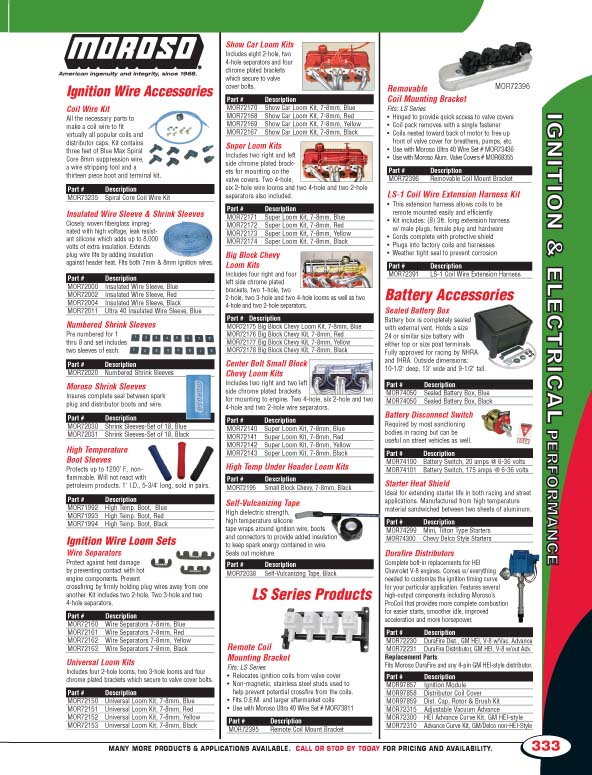 MOROSO
American ingenuity and integrity, since 1966.
Ignition Wire Accessories
Coil Wire Kit
All the necessary parts to
make a coil wire to fit
virtually all popular coils and
distributor caps. Kit contains
three feet of Blue Max Spiral
Core 8mm suppression wire,
a wire stripping tool and a
thirteen piece boot and terminal kit.
Part # Description
MOR73235 Spiral Core Coil Wire Kit
Insulated Wire Sleeve & Shrink Sleeves
Closely woven fiberglass impreg-
nated with high voltage, leak resist-
ant silicone which adds up to 8,000
volts of extra insulation. Extends
plug wire life by adding insulation
against header heat. Fits both 7mm & 8mm ignition wires.
Part # Description
MOR72000 Insulated Wire Sleeve, Blue
MOR72002 Insulated Wire Sleeve, Red
MOR72004 Insulated Wire Sleeve, Black
MOR72011 Ultra 40 Insulated Wire Sleeve, Blue
Numbered Shrink Sleeves
Pre numbered for 1
thru 8 and set includes
two sleeves of each.
Part # Description
MOR72020 Numbered Shrink Sleeves
Moroso Shrink Sleeves
Insures complete seal between spark
plug and distributor boots and wire.
Part # Description
MOR72030 Shrink Sleeves-Set of 18, Blue
MOR72031 Shrink Sleeves-Set of 18, Black
High Temperature
Boot Sleeves
Protects up to 1200° F, non-
flammable. Will not react with
petroleum products. 1" I.D., 5-3/4' long, sold in pairs.
Part # Description
MOR71992 High Temp. Boot, Blue
MOR71993 High Temp. Boot, Red
MOR71994 High Temp. Boot, Black
Ignition Wire Loom Sets
Wire Separators
Protect against heat damage
by preventing contact with hot
engine components. Prevent
crossfiring by firmly holding plug wires away from one
another. Kit includes two 2-hole, Two 3-hole and two
4-hole separators.
Part # Description
MOR72160 Wire Separators 7-8mm, Blue
MOR72161 Wire Separators 7-8mm, Red
MOR72162 Wire Separators 7-8mm, Yellow
MOR72163 Wire Separators 7-8mm, Black
Universal Loom Kits
Includes four 2-hole looms, two 3-hole looms and four
chrome plated brackets which secure to valve cover bolts.
Part # Description
MOR72150 Universal Loom Kit, 7-8mm, Blue
MOR72151 Universal Loom Kit, 7-8mm, Red
MOR72152 Universal Loom Kit, 7-8mm, Yellow
MOR72153 Universal Loom Kit, 7-8mm, Black
Show Car Loom Kits
Includes eight 2-hole, two
4-hole separators and four
chrome plated brackets
which secure to valve
cover bolts.
Part # Description
MOR72170 Show Car Loom Kit, 7-8mm, Blue
MOR72168 Show Car Loom Kit, 7-8mm, Red
MOR72169 Show Car Loom Kit, 7-8mm, Yellow
MOR72167 Show Car Loom Kit, 7-8mm, Black
Super Loom Kits
Includes two right and left
side chrome plated brack-
ets for mounting on the
valve covers. Two 4-hole,
six 2-hole wire looms and two 4-hole and two 2-hole
separators also included.
Part # Description
MOR72171 Super Loom Kit, 7-8mm, Blue
MOR72172 Super Loom Kit, 7-8mm, Red
MOR72173 Super Loom Kit, 7-8mm, Yellow
MOR72174 Super Loom Kit, 7-8mm, Black
Big Block Chevy
Loom Kits
Includes four right and four
left side chrome plated
brackets, two 1-hole, two
2-hole, two 3-hole and two 4-hole looms as well as two
4-hole and two 2-hole separators.
Part # Description
MOR72175 Big Block Chevy Loom Kit, 7-8mm, Blue
MOR72176 Big Block Chevy Loom Kit, 7-8mm, Red
MOR72177 Big Block Chevy Loom Kit, 7-8mm, Yellow
MOR72178 Big Block Chevy Loom Kit, 7-8mm, Black
Center Bolt Small Block
Chevy Loom Kits
Includes two right and two left
side chrome plated brackets
for mounting to engine. Two 4-hole, six 2-hole and two
4-hole and two 2-hole wire separators.
Part # Description
MOR72140 Super Loom Kit, 7-8mm, Blue
MOR72141 Super Loom Kit, 7-8mm, Red
MOR72142 Super Loom Kit, 7-8mm, Yellow
MOR72143 Super Loom Kit, 7-8mm, Black
High Temp Under Header Loom Kits
Part # Description
MOR72195 Small Block Chevy, 7-8mm, Black
Self-Vulcanizing Tape
High dielectric strength,
high temperature silicone
tape wraps around ignition wire, boots
and connectors to provide added insulation
to keep spark energy contained in wire.
Seals out moisture.
Part # Description
MOR72038 Self-Vulcanizing Tape, Black
LS Series Products
Remote Coil
Mounting Bracket
Fits: LS Series
• Relocates ignition coils from valve cover
• Non-magnetic, stainless steel studs used to
help prevent potential crossfire from the coils.
• Fits O.E.M. and larger aftermarket coils
• Use with Moroso Ultra 40 Wire Set # MOR73811
Part # Description
MOR72395 Remote Coil Mount Bracket
MOR72396
Removable
Coil Mounting Bracket
Fits: LS Series
• Hinged to provide quick access to valve covers
• Coil pack removes with a single fastener
• Coils nested toward back of motor to free up
front of valve cover for breathers, pumps, etc.
• Use with Moroso Ultra 40 Wire Set # MOR73436
• Use with Moroso Alum. Valve Covers # MOR68355
Part # Description
MOR72396 Removable Coil Mount Bracket
LS-1 Coil Wire Extension Harness Kit
• This extension harness allows coils to be
remote mounted easily and efficiently
• Kit includes: (8) 3ft. long extension harness
w/ male plugs, female plug and hardware
• Cords complete with protective shield
• Plugs into factory coils and harnesses
• Weather tight seal to prevent corrosion
Part # Description
MOR72391 LS-1 Coil Wire Extension Harness
Battery Accessories
Sealed Battery Box
Battery box is completely sealed
with external vent. Holds a size
24 or similar size battery with
either top or size post terminals.
Fully approved for racing by NHRA
and IHRA. Outside dimensions:
10-1/2' deep, 13' wide and 9-1/2' tall.
Part # Description
MOR74050 Sealed Battery Box, Blue
MOR74050 Sealed Battery Box, Black
Battery Disconnect Switch
Required by most sanctioning
bodies in racing but can be
useful on street vehicles as well.
Part # Description
MOR74100 Battery Switch, 20 amps @ 6-36 volts
MOR74101 Battery Switch, 175 amps @ 6-36 volts
Starter Heat Shield
Ideal for extending starter life in both racing and street
applications. Manufactured from high temperature
material sandwiched between two sheets of aluminum.
Part # Description
MOR74299 Mini, Tilton Type Starters
MOR74300 Chevy Delco Style Starters
Durafire Distributors
Complete bolt-in replacements for HEI
Chevrolet V-8 engines. Comes w/ everything
needed to customize the ignition timing curve
for your particular application. Features several
high-output components including Moroso's
ProCoil that provides more complete combustion
for easier starts, smoother idle, improved
acceleration and more horsepower.
Part # Description
MOR72230 DuraFire Dist., GM HEI, V-8 w/Vac. Advance
MOR72231 DuraFire Distributor, GM HEI, V-8 w/out Adv.
Replacement Parts
Fits Moroso DuraFire and any 4-pin GM HEI-style distributor.
Part # Description
MOR97857 Ignition Module
MOR97858 Distributor Coil Cover
MOR97859 Dist. Cap, Rotor & Brush Kit
MOR72315 Adjustable Vacuum Advance
MOR72300 HEI Advance Curve Kit, GM HEI-style
MOR72310 Advance Curve Kit, GM/Delco non-HEI-Style
IGNITION & ELECTRICAL PERFORMANCE
MANY MORE PRODUCTS & APPLICATIONS AVAILABLE. CALL OR STOP BY TODAY FOR PRICING AND AVAILABILITY.
333